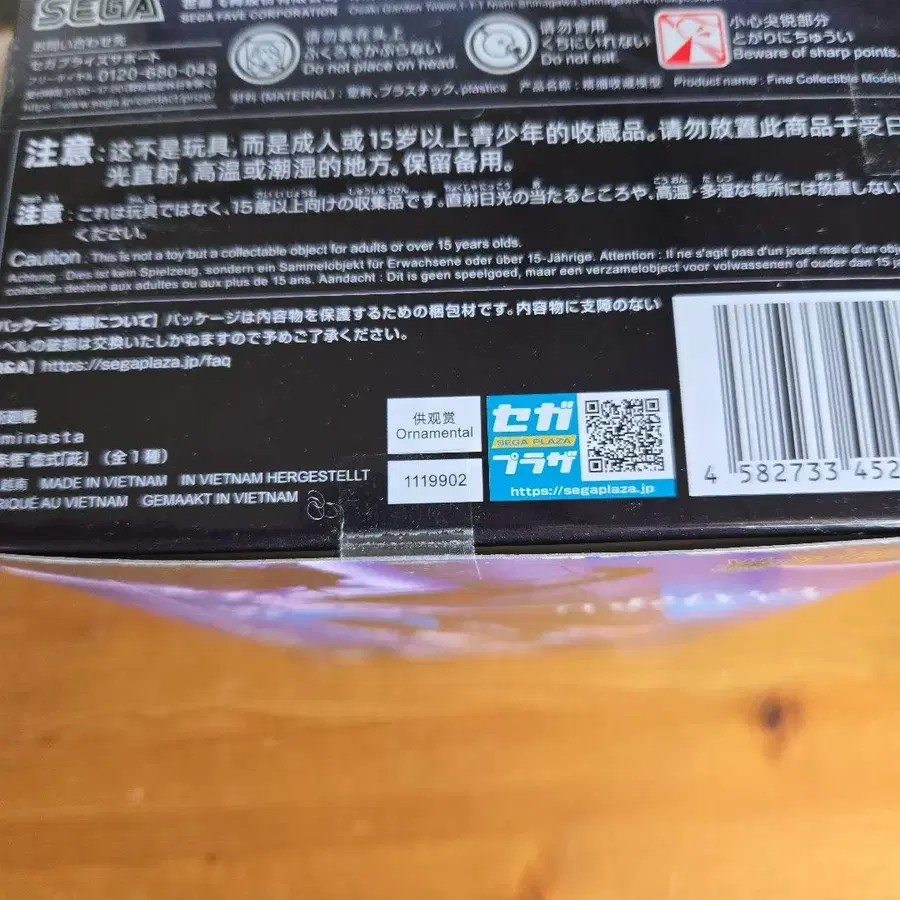 SEGA
SEGA FAVE CORPORATION
お問い合わせ先
セガプライズサポート
フリーダイヤル 0120-680-043
https://www.sega.jp/contact/prize
请勿套在头上
ふくろをかぶらない
Do not place on head.
请勿食用
くちにいれない
Do not eat.
小心尖锐部分
とがりにちゅうい
Beware of sharp points.
材料 (MATERIAL) : 塑料、プラスチック、plastics 产品名称 : 精细收藏模型 Product name : Fine Collectible Models
注意 : 这不是玩具，而是成人或15岁以上青少年的收藏品。请勿放置此商品于受日
光直射，高温或潮湿的地方。保留备用。
注意 : これは玩具ではなく、15歳以上向けの収集品です。直射日光の当たるところや、高温・多湿な場所には放置しない
ください。
Caution : This is not a toy but a collectable object for adults or over 15 years olds.
Achtung : Dies ist kein Spielzeug, sondern ein Sammelobjekt für Erwachsene oder über 15-Jährige. Attention : Il ne s'agit pas d'un jouet mais d'un obj
collection destiné aux adultes ou aux plus de 15 ans. Aandacht : Dit is geen speelgoed, maar een verzamelobject voor volwassenen of ouder dan 15 ja
パッケージ破損について】パッケージは内容物を保護するための梱包材です。内容物に支障のない
ベルの破損は交換いたしかねますので予めご了承ください。
&A】https://segaplaza.jp/faq
minasta
(全1種)
越南 MADE IN VIETNAM IN VIETNAM HERGESTELLT
RIQUÉ AU VIETNAM GEMAAKT IN VIETNAM
供观赏
Ornamental
1119902
セガ
SEGA PLAZA
プラザ
https://segaplaza.jp
4 582733 452